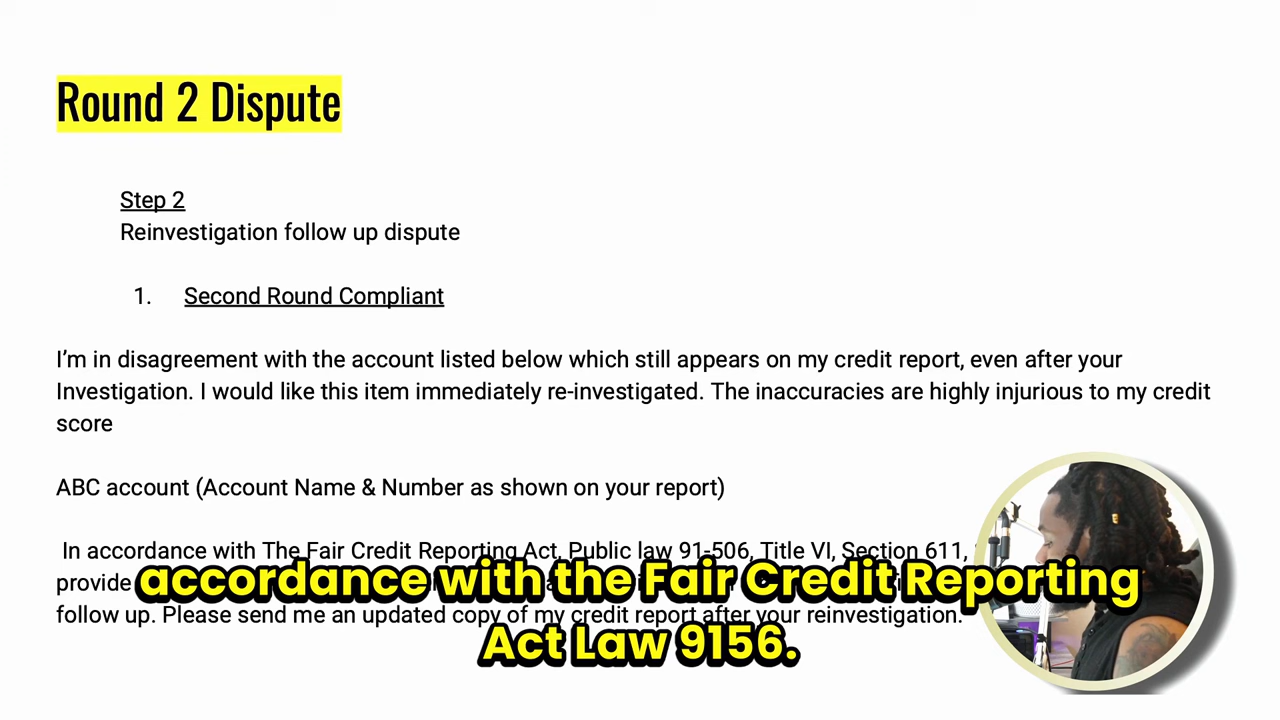 Round 2 Dispute
Step 2
Reinvestigation follow up dispute
1. Second Round Compliant
I’m in disagreement with the account listed below which still appears on my credit report, even after your
Investigation. I would like this item immediately re-investigated. The inaccuracies are highly injurious to my credit
score
ABC account (Account Name & Number as shown on your report)
In accordance with The Fair Credit Reporting Act, Public law 91-506, Title VI, Section 611,
provide
follow up. Please send me an updated copy of my credit report after your reinvestigation.
accordance with the Fair Credit Reporting
Act Law 9156.